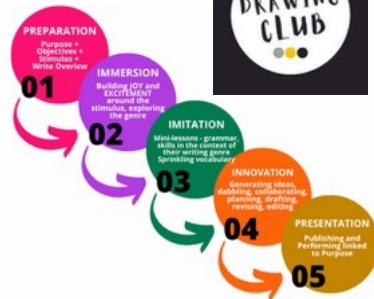 DRAWING
CLUB
PREPARATION
Purpose +
Objectives +
Stimulus =
Write Overiew
01
IMMERSION
Building JOY and
EXCITEMENT
around the
stimulus, exploring
the genre
02
IMITATION
Mini-lessons - grammar,
skills in the context of
their writing genre
Sprinkling vocabulary
03
INNOVATION
Generating ideas,
dabbling, collaborating,
planning, drafting,
revising, editing
04
PRESENTATION
Publishing and
Performing linked
to Purpose
05